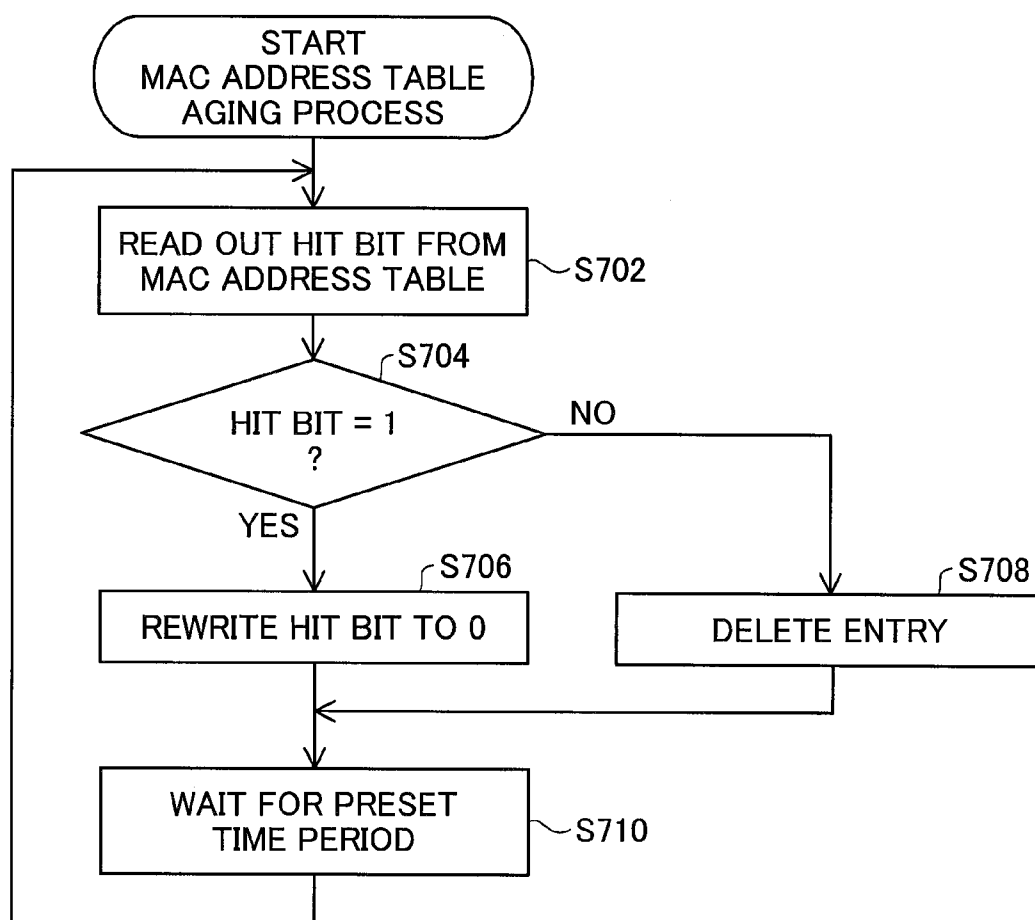 START
MAC ADDRESS TABLE
AGING PROCESS
READ OUT HIT BIT FROM
MAC ADDRESS TABLE
S702
S704
HIT BIT = 1
?
NO
YES
S706
REWRITE HIT BIT TO 0
S708
DELETE ENTRY
WAIT FOR PRESET
TIME PERIOD
S710